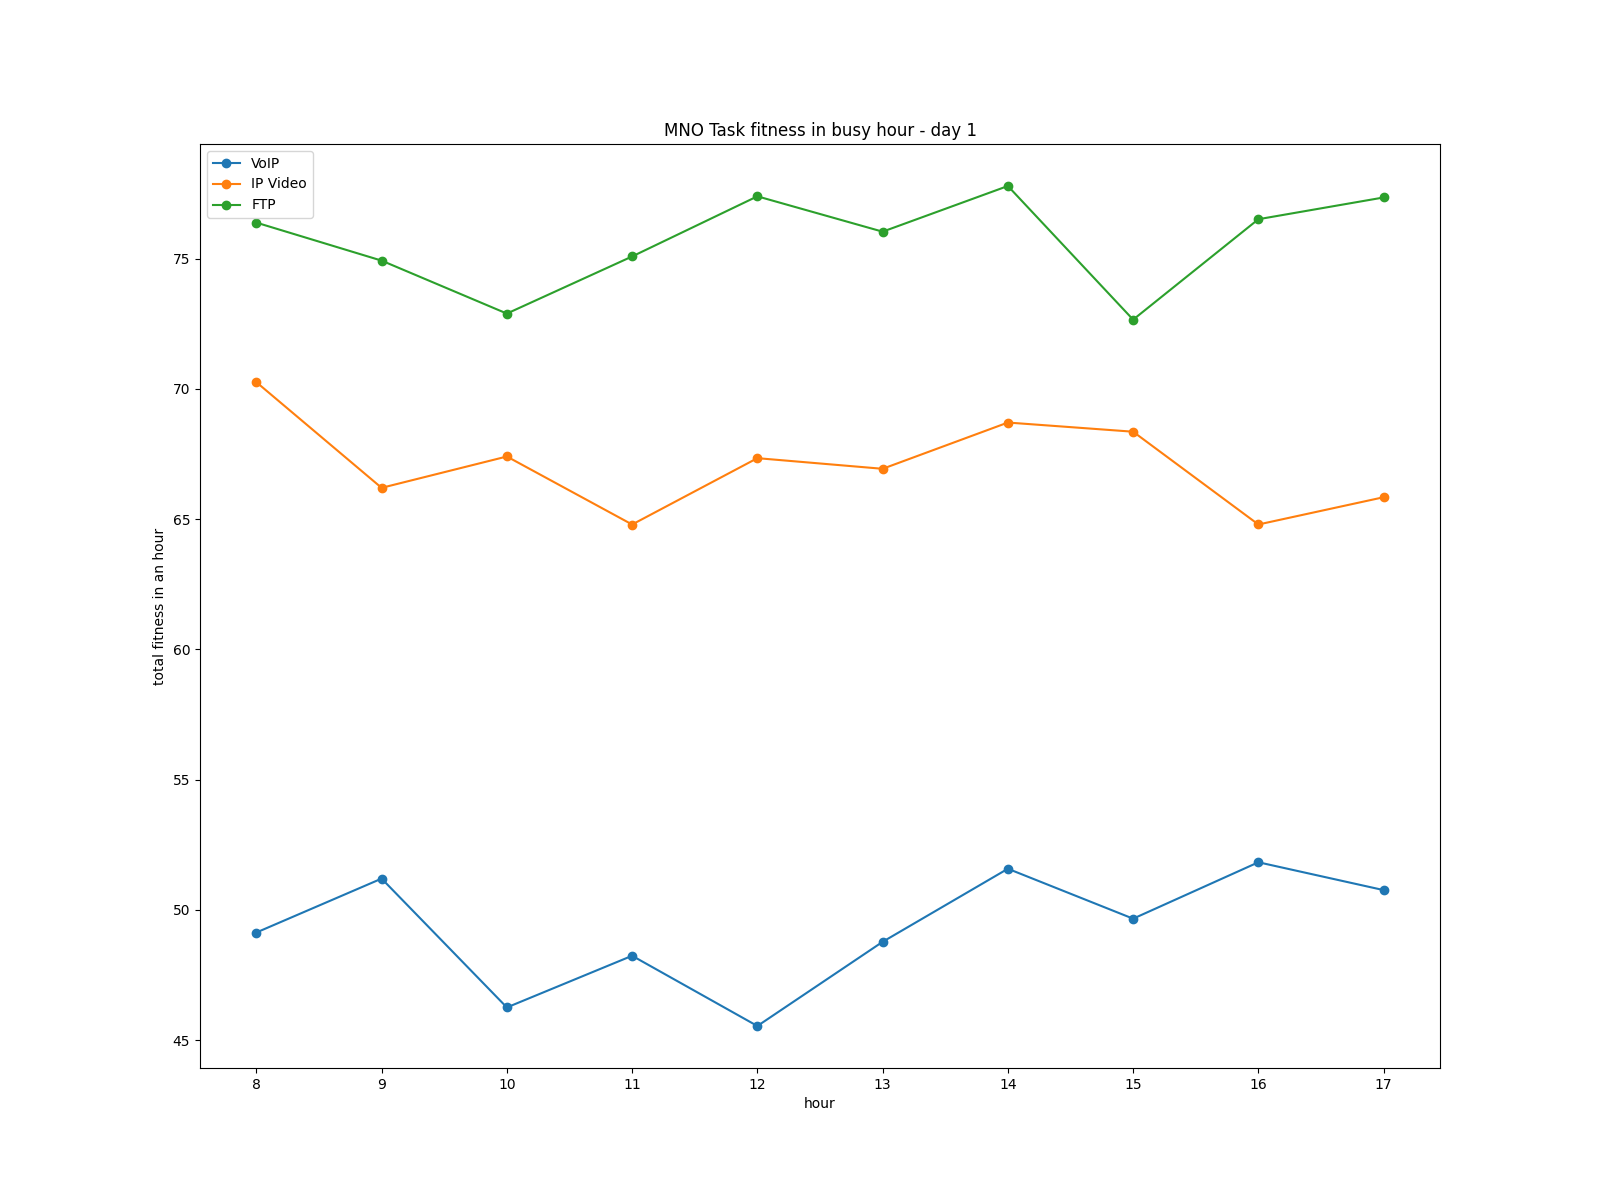 MNO Task fitness in busy hour - day 1
VoIP
IP Video
FTP
75
70
65
60
55
50
45
total fitness in an hour
8 9 10 11 12 13 14 15 16 17
hour